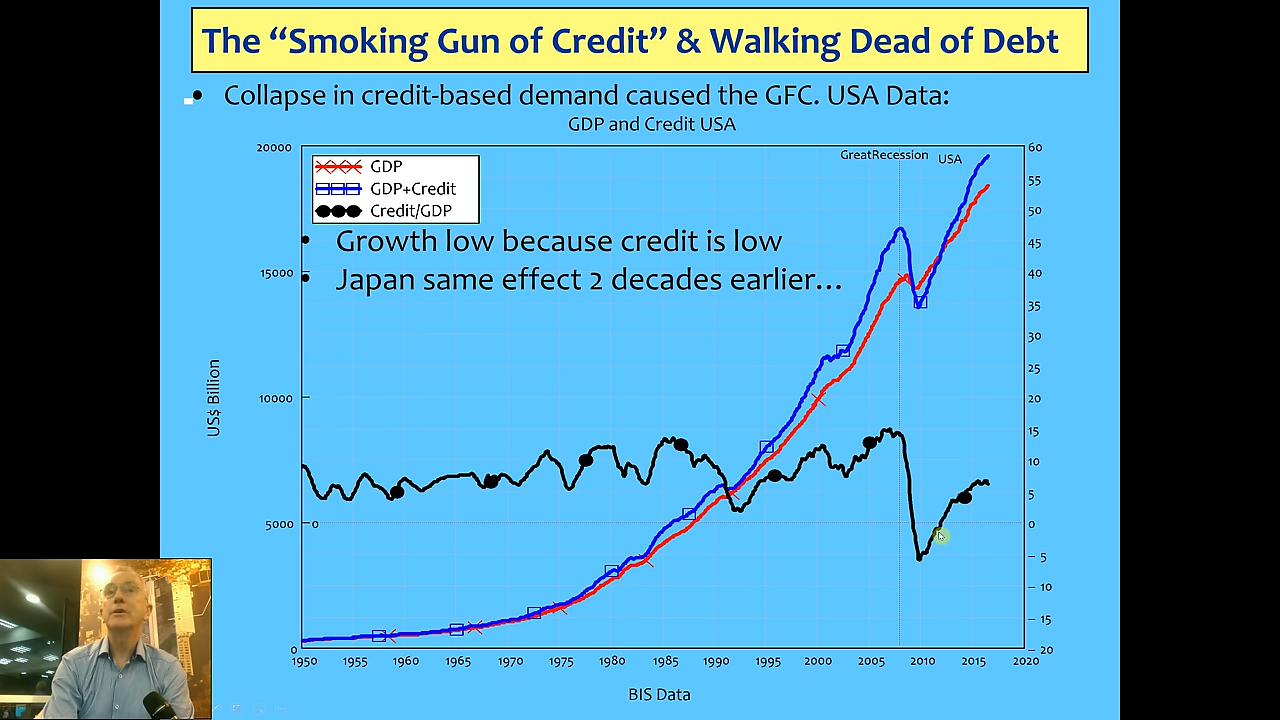 The “Smoking Gun of Credit” & Walking Dead of Debt
• Collapse in credit-based demand caused the GFC. USA Data:
GDP and Credit USA
GreatRecession USA
GDP
GDP+Credit
Credit/GDP
• Growth low because credit is low
• Japan same effect 2 decades earlier…
US$ Billion
20000
15000
10000
5000
0
0
60
55
50
45
40
35
30
25
20
15
10
5
0
– 5
– 10
– 15
– 20
1950 1955 1960 1965 1970 1975 1980 1985 1990 1995 2000 2005 2010 2015 2020
BIS Data